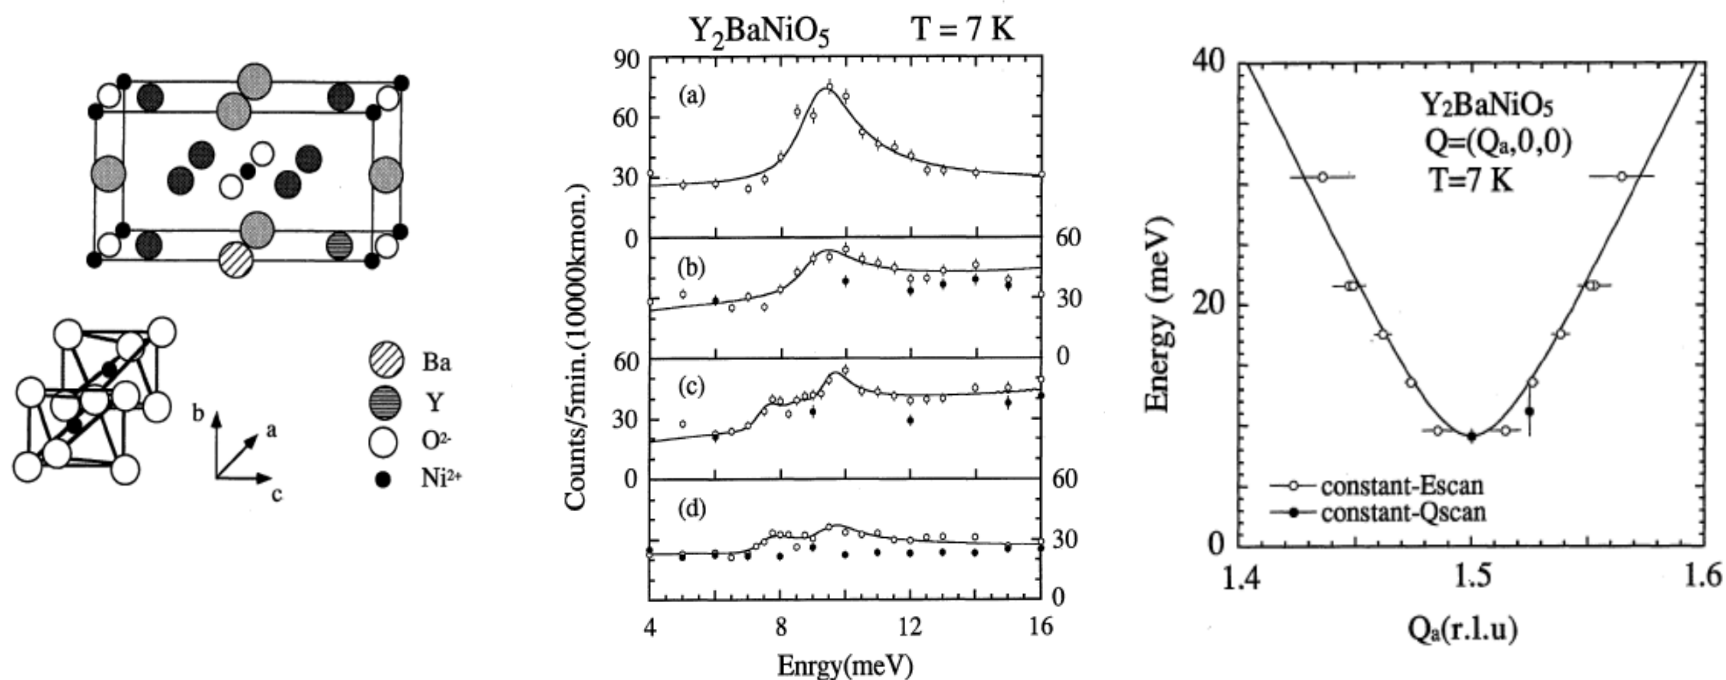 b
a
c
Ba
Y
O²⁻
Ni²⁺
Y₂BaNiO₅ T = 7 K
Counts/5min.(10000kmon.)
90
(a)
60
30
0
60
(b)
30
0
60
(c)
30
0
60
(d)
30
0
4 8 12 16
Enrgy(meV)
40
Y₂BaNiO₅
Q=(Qₐ,0,0)
T=7 K
Energy (meV)
20
constant-Escan
constant-Qscan
0
1.4 1.5 1.6
Qₐ(r.l.u)